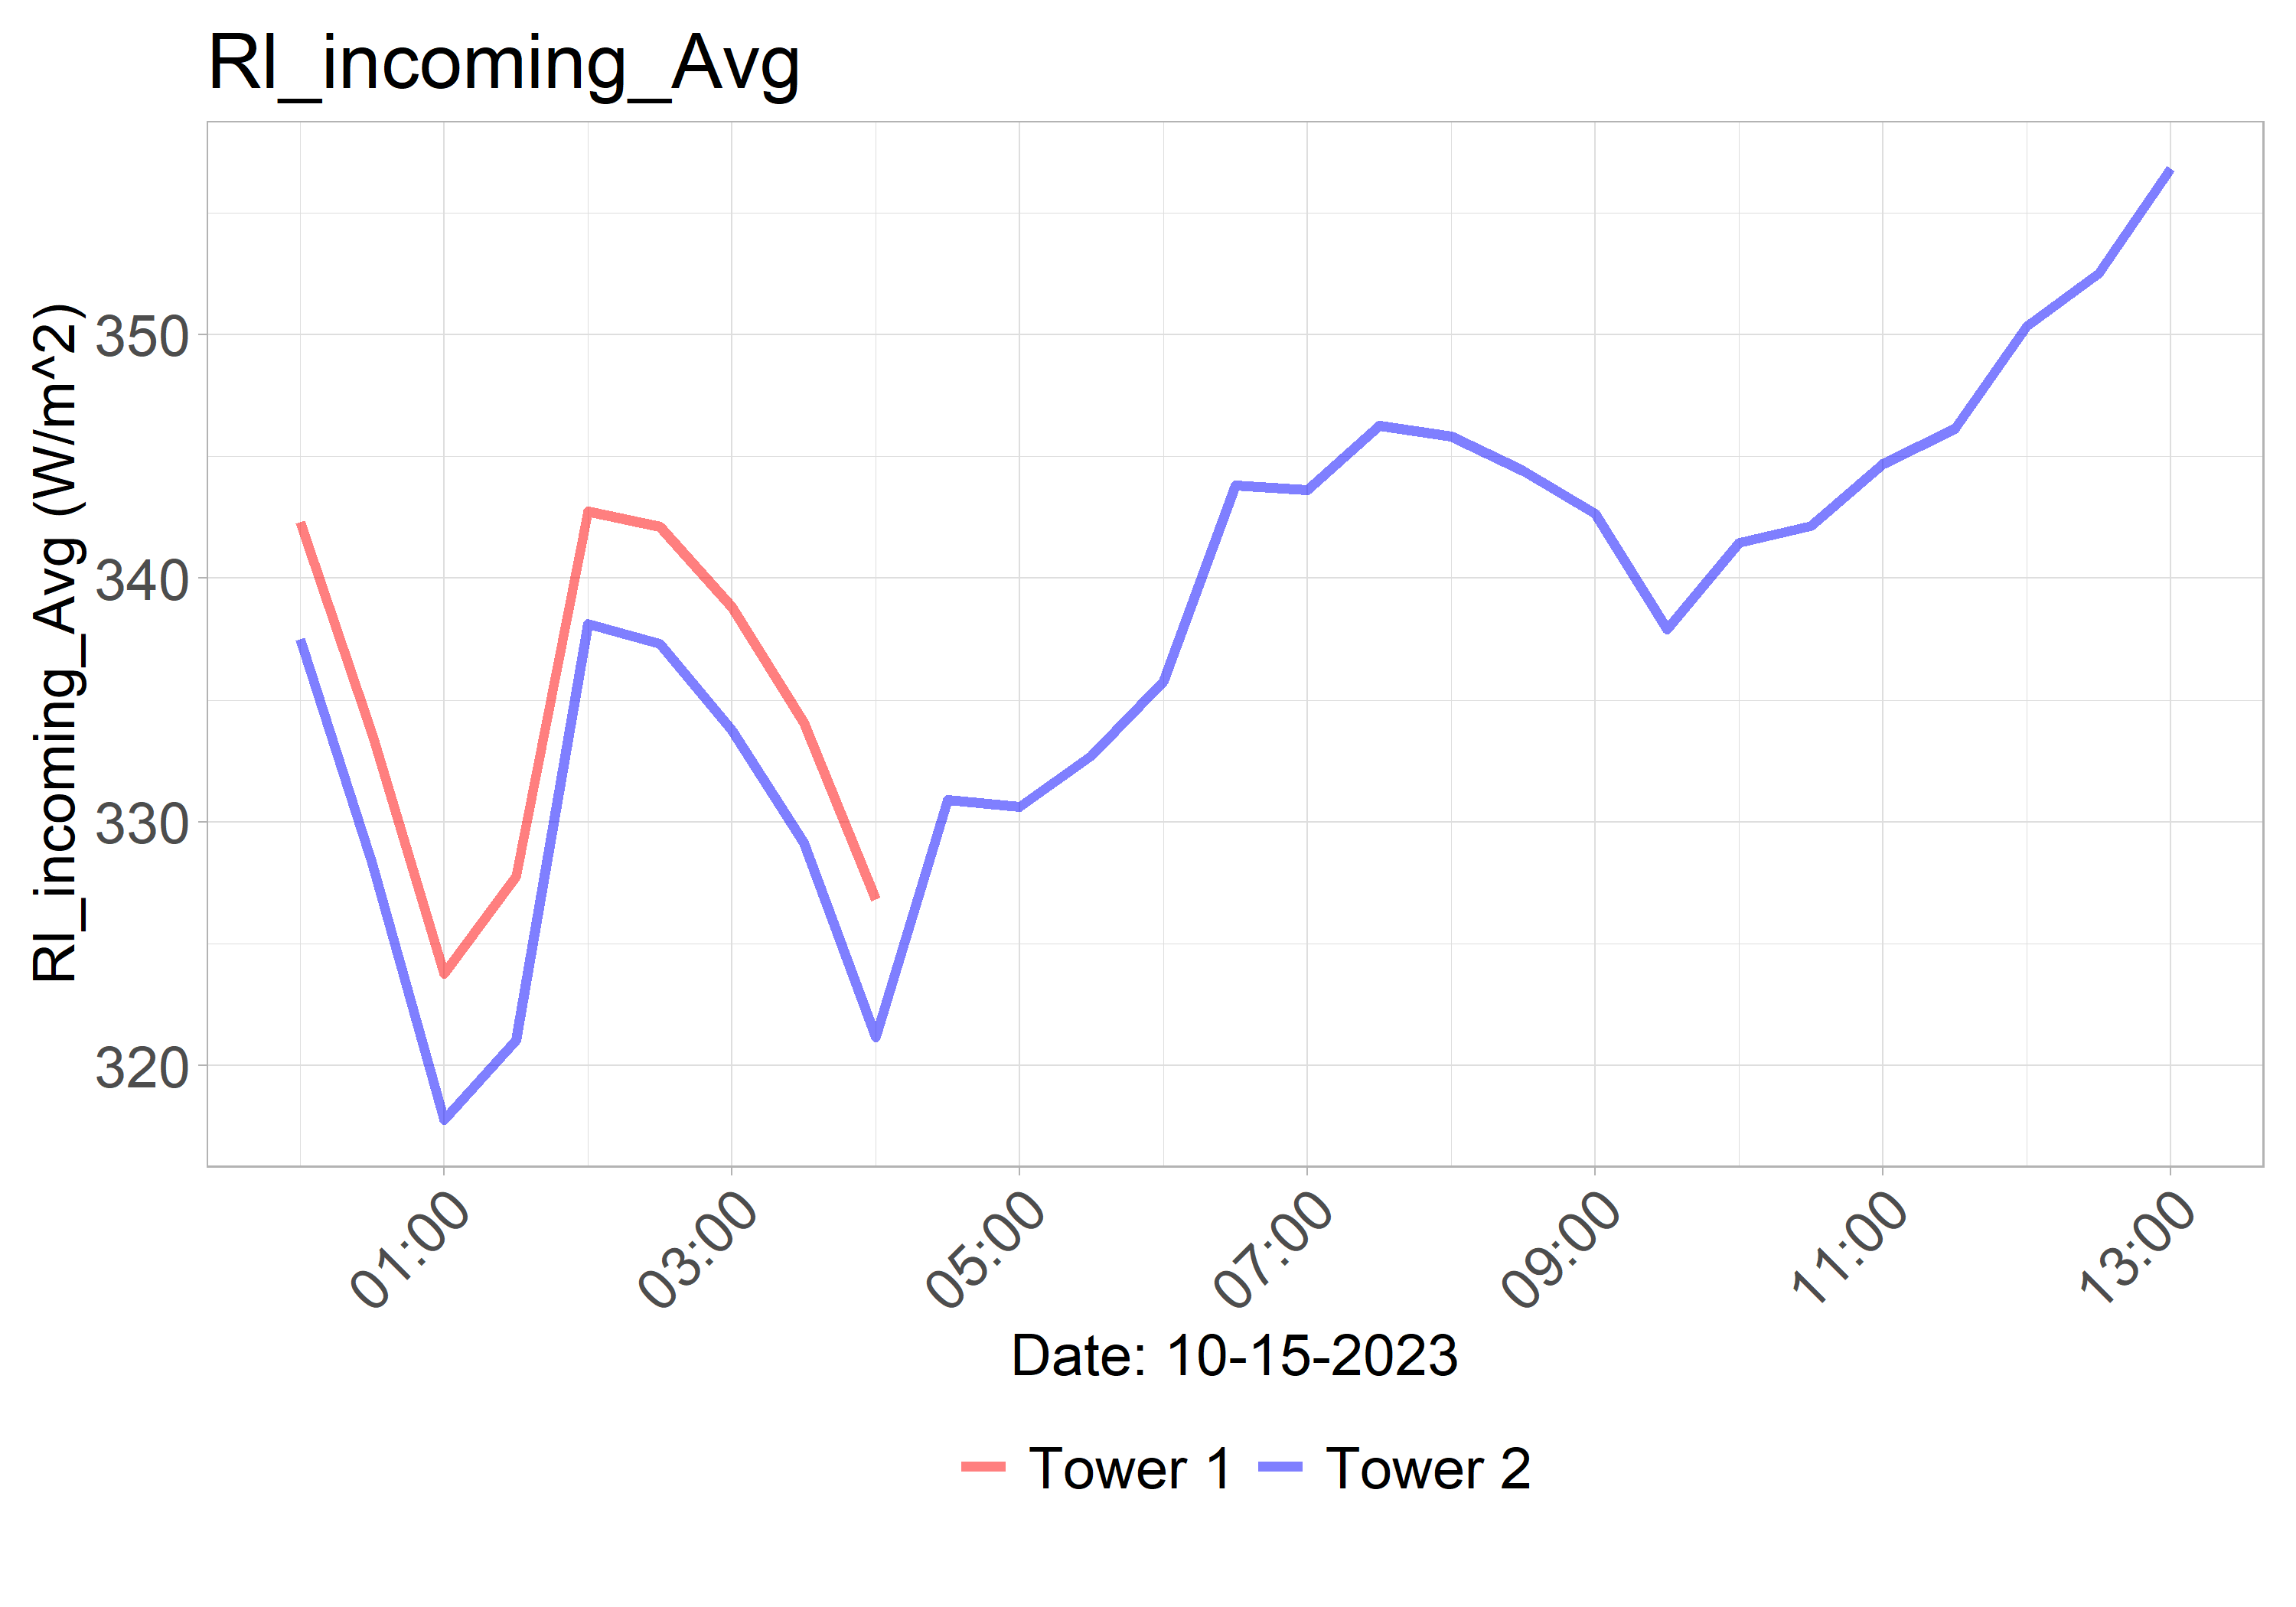 Rl_incoming_Avg
Rl_incoming_Avg (W/m^2)
350
340
330
320
01:00 03:00 05:00 07:00 09:00 11:00 13:00
Date: 10-15-2023
Tower 1 Tower 2